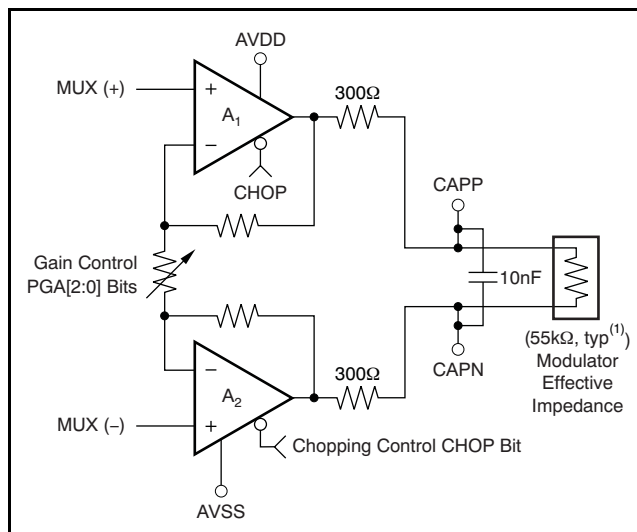 AVDD
MUX (+)
+
A1
−
300Ω
CHOP
CAPP
Gain Control
PGA[2:0] Bits
10nF
(55kΩ, typ(1))
Modulator
Effective
Impedance
CAPN
300Ω
−
A2
+
MUX (−)
Chopping Control CHOP Bit
AVSS